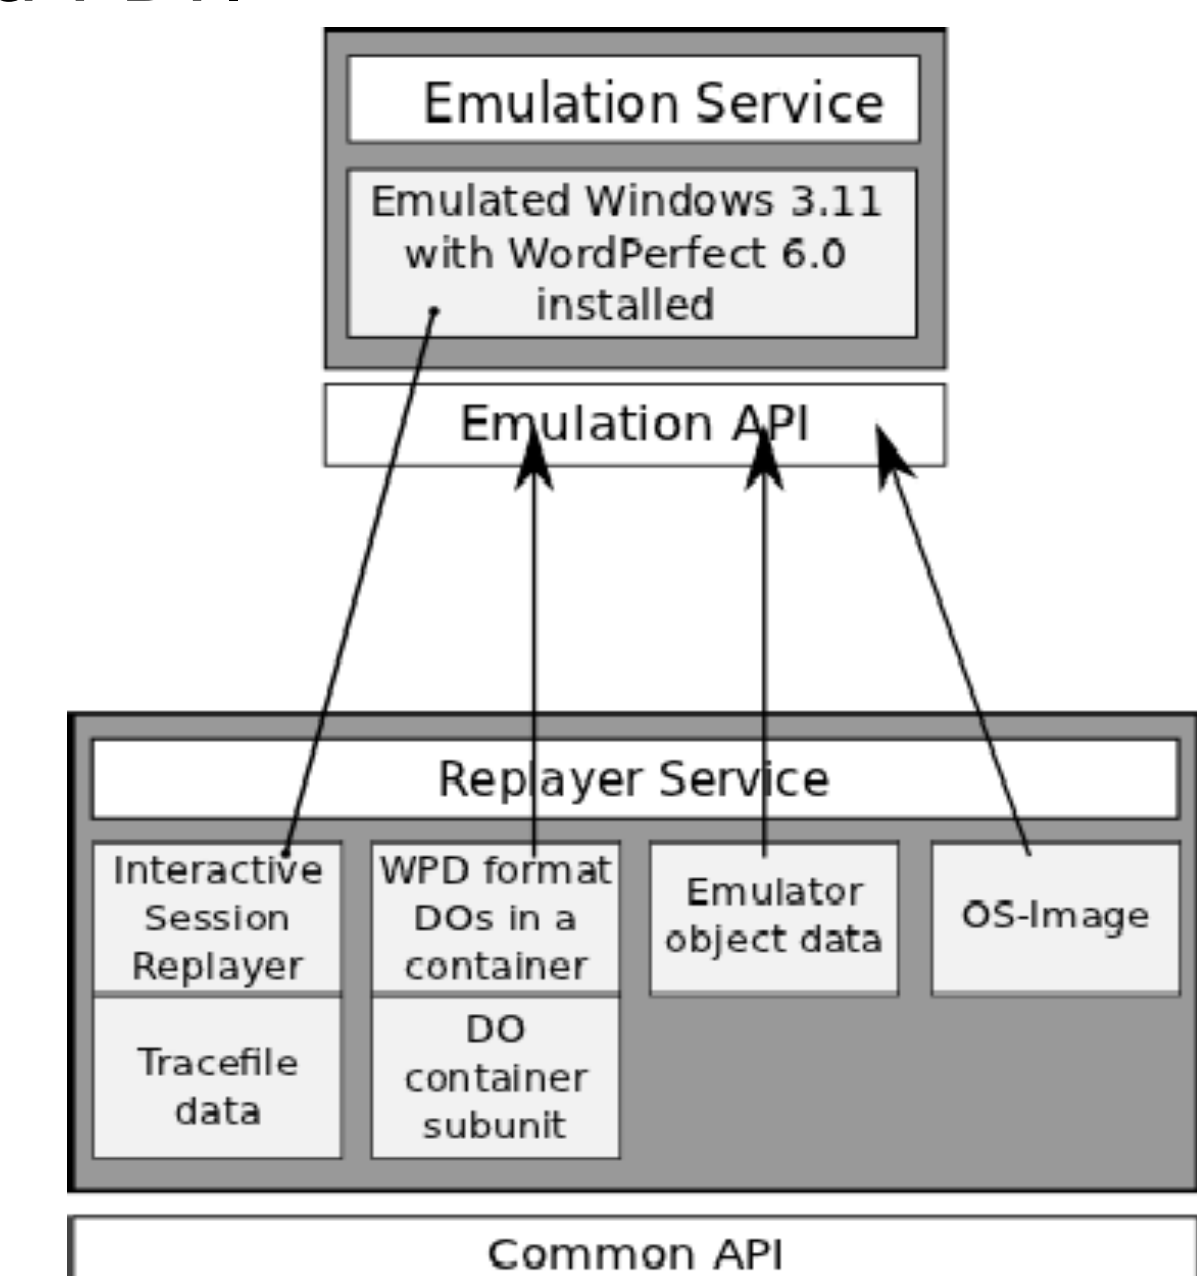 Emulation Service
Emulated Windows 3.11
with WordPerfect 6.0
installed
Emulation API
Replayer Service
Interactive
Session
Replayer
WPD format
DOs in a
container
Emulator
object data
OS-Image
Tracefile
data
DO
container
subunit
Common API